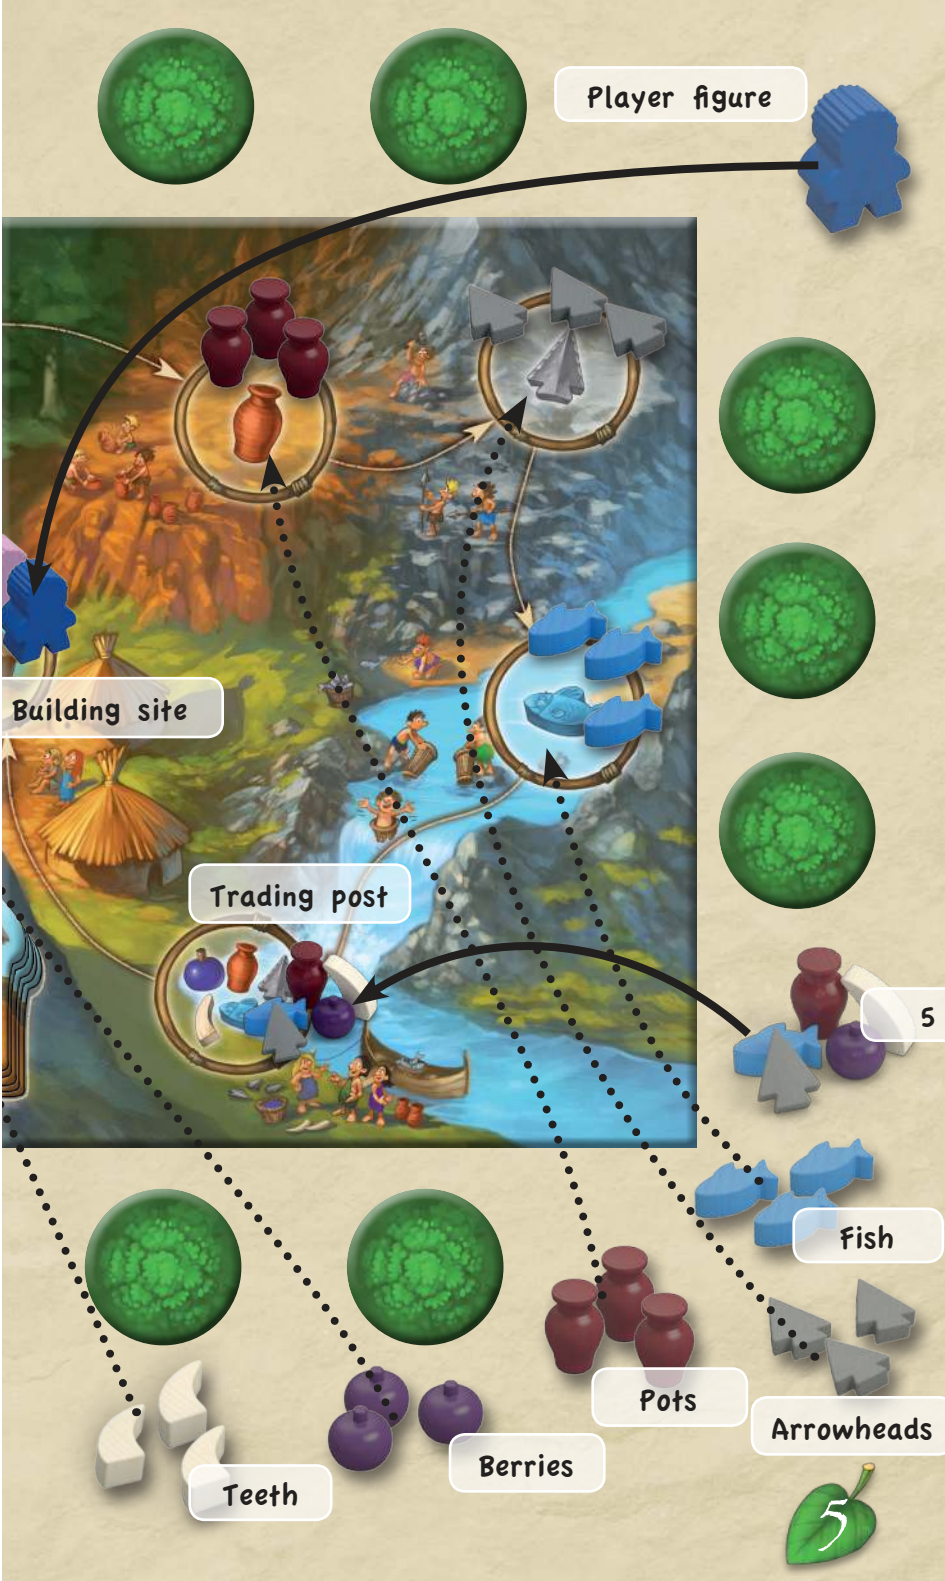 Player figure
Building site
Trading post
5
Fish
Pots
Arrowheads
Berries
Teeth
5